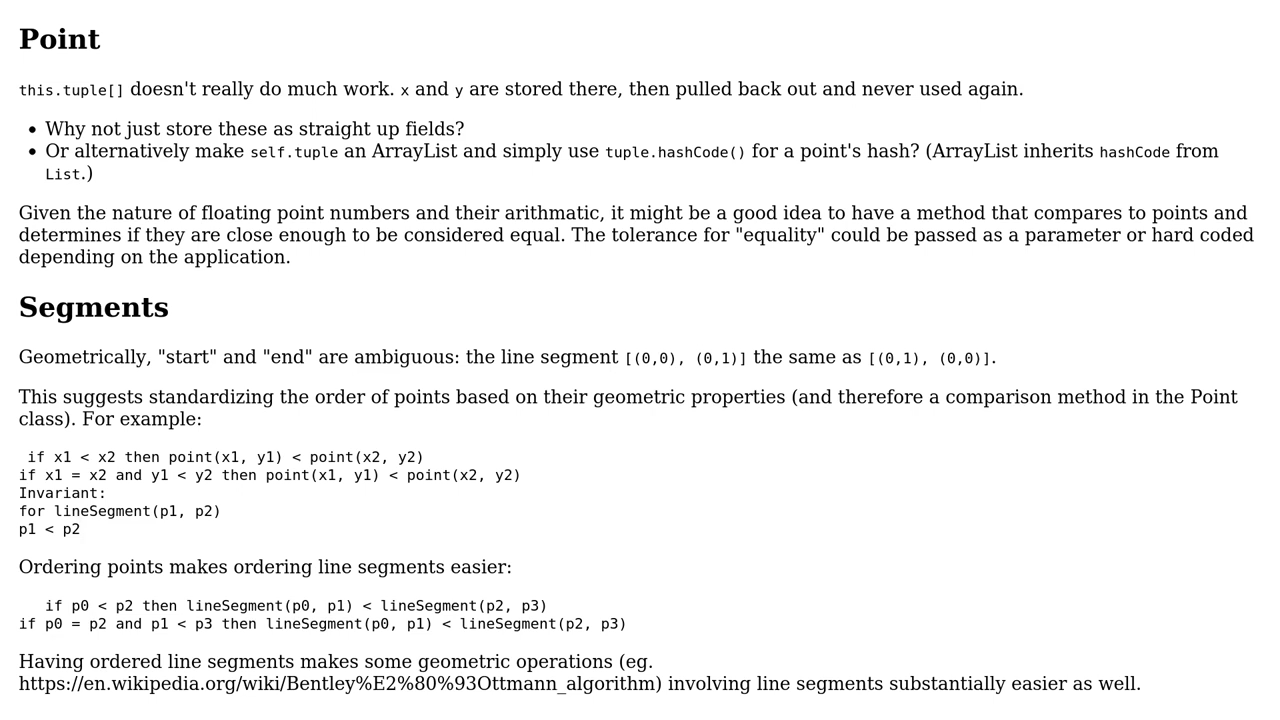 Point
this.tuple[] doesn't really do much work. x and y are stored there, then pulled back out and never used again.
• Why not just store these as straight up fields?
• Or alternatively make self.tuple an ArrayList and simply use tuple.hashCode() for a point's hash? (ArrayList inherits hashCode from
List.)
Given the nature of floating point numbers and their arithmatic, it might be a good idea to have a method that compares to points and
determines if they are close enough to be considered equal. The tolerance for "equality" could be passed as a parameter or hard coded
depending on the application.
Segments
Geometrically, "start" and "end" are ambiguous: the line segment [(0,0), (0,1)] the same as [(0,1), (0,0)].
This suggests standardizing the order of points based on their geometric properties (and therefore a comparison method in the Point
class). For example:
if x1 < x2 then point(x1, y1) < point(x2, y2)
if x1 = x2 and y1 < y2 then point(x1, y1) < point(x2, y2)
Invariant:
for lineSegment(p1, p2)
p1 < p2
Ordering points makes ordering line segments easier:
if p0 < p2 then lineSegment(p0, p1) < lineSegment(p2, p3)
if p0 = p2 and p1 < p3 then lineSegment(p0, p1) < lineSegment(p2, p3)
Having ordered line segments makes some geometric operations (eg.
https://en.wikipedia.org/wiki/Bentley%E2%80%93Ottmann_algorithm) involving line segments substantially easier as well.